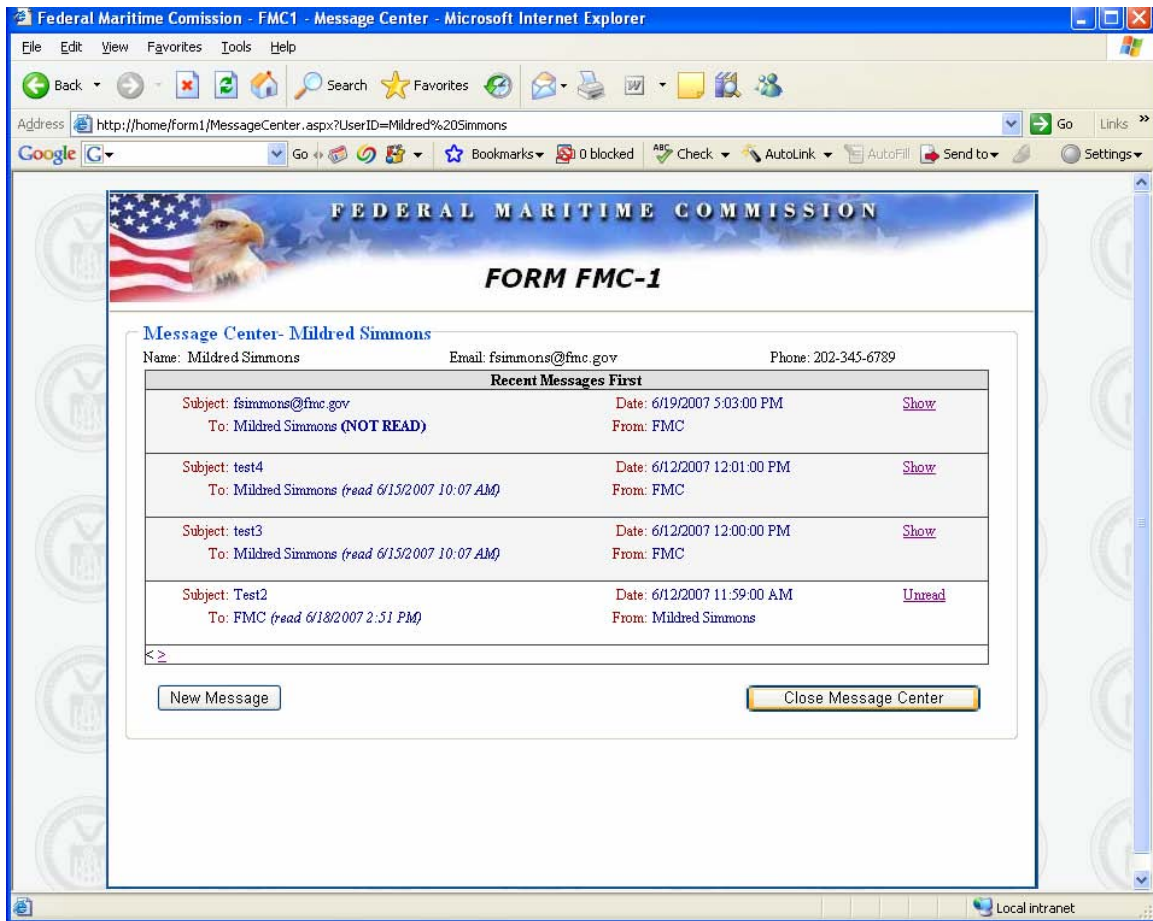 Federal Maritime Comission - FMC1 - Message Center - Microsoft Internet Explorer
File Edit View Favorites Tools Help
Back Search Favorites
Address http://home/form1/MessageCenter.aspx?UserID=Mildred%20Simmons Go Links »
Google G Go Bookmarks 0 blocked ABC Check AutoLink AutoFill Send to Settings
FEDERAL MARITIME COMMISSION
FORM FMC-1
Message Center- Mildred Simmons
Name: Mildred Simmons Email: fsimmons@fmc.gov Phone: 202-345-6789
Recent Messages First
Subject: fsimmons@fmc.gov Date: 6/19/2007 5:03:00 PM Show
To: Mildred Simmons (NOT READ) From: FMC
Subject: test4 Date: 6/12/2007 12:01:00 PM Show
To: Mildred Simmons (read 6/15/2007 10:07 AM) From: FMC
Subject: test3 Date: 6/12/2007 12:00:00 PM Show
To: Mildred Simmons (read 6/15/2007 10:07 AM) From: FMC
Subject: Test2 Date: 6/12/2007 11:59:00 AM Unread
To: FMC (read 6/18/2007 2:51 PM) From: Mildred Simmons
< >
New Message Close Message Center
Local intranet